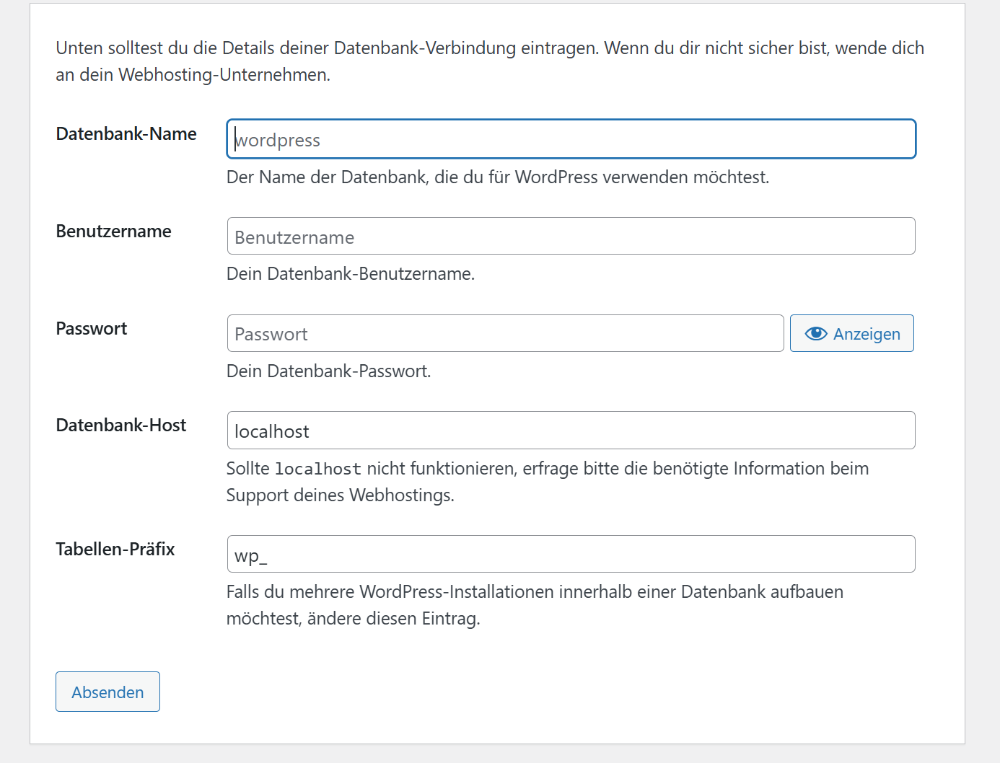 Unten solltest du die Details deiner Datenbank-Verbindung eintragen. Wenn du dir nicht sicher bist, wende dich
an dein Webhosting-Unternehmen.
Datenbank-Name
wordpress
Der Name der Datenbank, die du für WordPress verwenden möchtest.
Benutzername
Benutzername
Dein Datenbank-Benutzername.
Passwort
Passwort
Anzeigen
Dein Datenbank-Passwort.
Datenbank-Host
localhost
Sollte localhost nicht funktionieren, erfrage bitte die benötigte Information beim
Support deines Webhostings.
Tabellen-Präfix
wp_
Falls du mehrere WordPress-Installationen innerhalb einer Datenbank aufbauen
möchtest, ändere diesen Eintrag.
Absenden